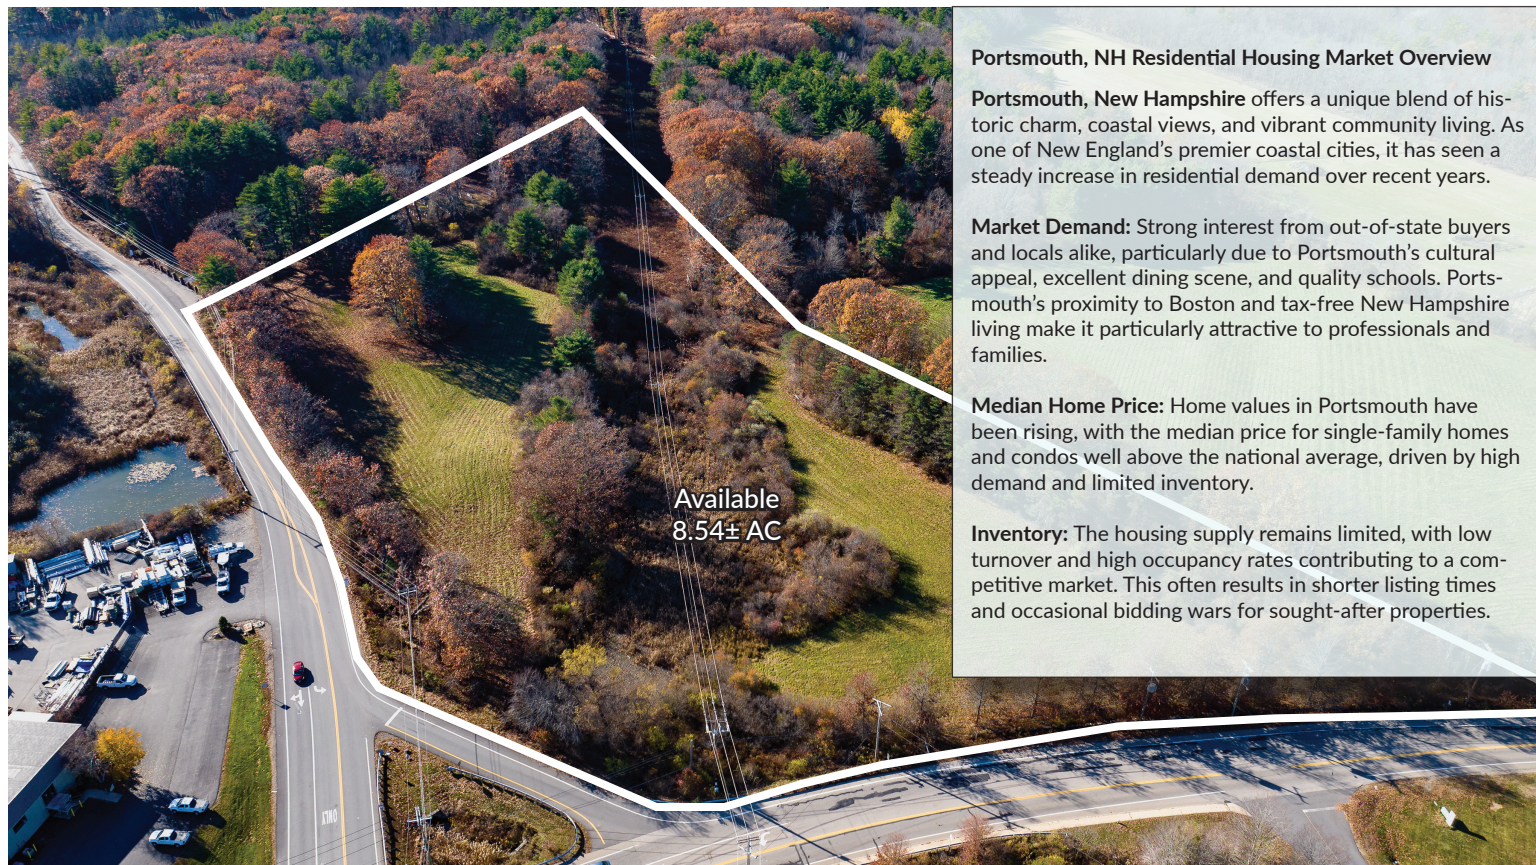 Portsmouth, NH Residential Housing Market Overview
Portsmouth, New Hampshire offers a unique blend of his-
toric charm, coastal views, and vibrant community living. As
one of New England’s premier coastal cities, it has seen a
steady increase in residential demand over recent years.
Market Demand: Strong interest from out-of-state buyers
and locals alike, particularly due to Portsmouth’s cultural
appeal, excellent dining scene, and quality schools. Ports-
mouth’s proximity to Boston and tax-free New Hampshire
living make it particularly attractive to professionals and
families.
Median Home Price: Home values in Portsmouth have
been rising, with the median price for single-family homes
and condos well above the national average, driven by high
demand and limited inventory.
Inventory: The housing supply remains limited, with low
turnover and high occupancy rates contributing to a com-
petitive market. This often results in shorter listing times
and occasional bidding wars for sought-after properties.
Available
8.54± AC
ONLY